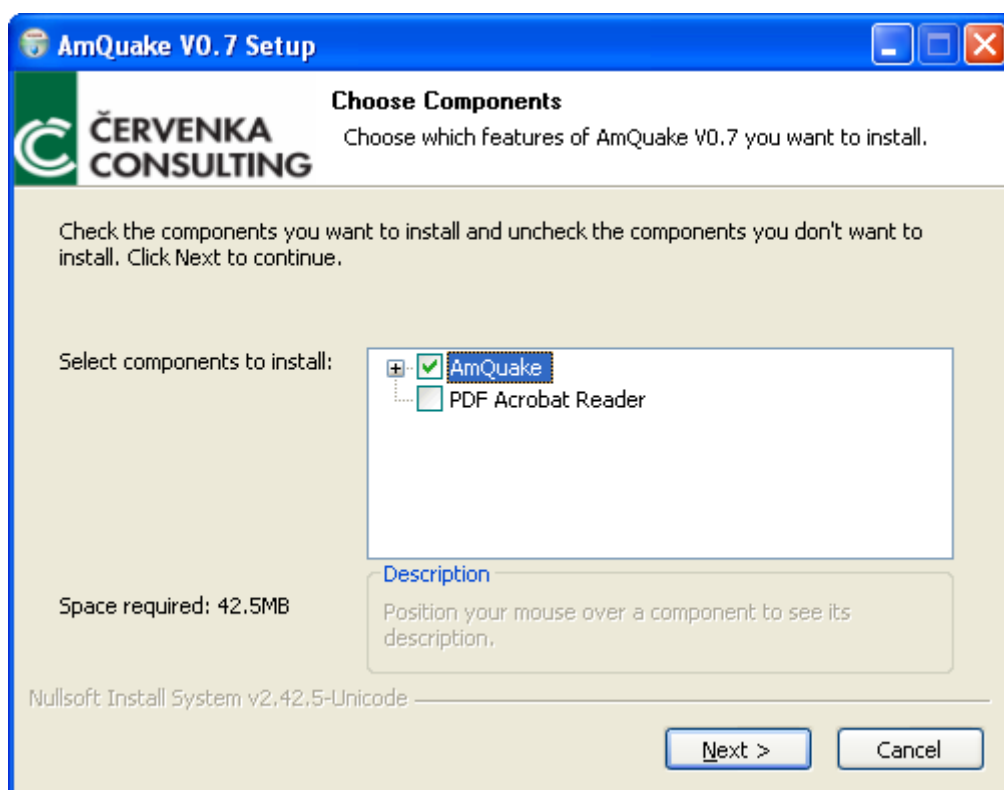 AmQuake V0.7 Setup
ČERVENKA
CONSULTING
Choose Components
Choose which features of AmQuake V0.7 you want to install.
Check the components you want to install and uncheck the components you don't want to
install. Click Next to continue.
Select components to install:
AmQuake
PDF Acrobat Reader
Space required: 42.5MB
Description
Position your mouse over a component to see its
description.
Nullsoft Install System v2.42.5-Unicode
Next >
Cancel